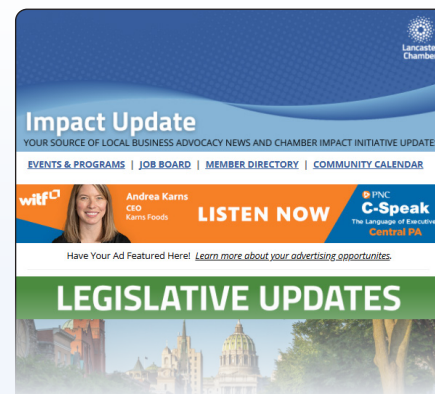 Lancaster
Chamber
Impact Update
YOUR SOURCE OF LOCAL BUSINESS ADVOCACY NEWS AND CHAMBER IMPACT INITIATIVE UPDATE
EVENTS & PROGRAMS | JOB BOARD | MEMBER DIRECTORY | COMMUNITY CALENDAR
witf
Andrea Karns
CEO
Karns Foods
LISTEN NOW
PNC
C-Speak
The Language of Executive
Central PA
Have Your Ad Featured Here! Learn more about your advertising opportunites.
LEGISLATIVE UPDATES